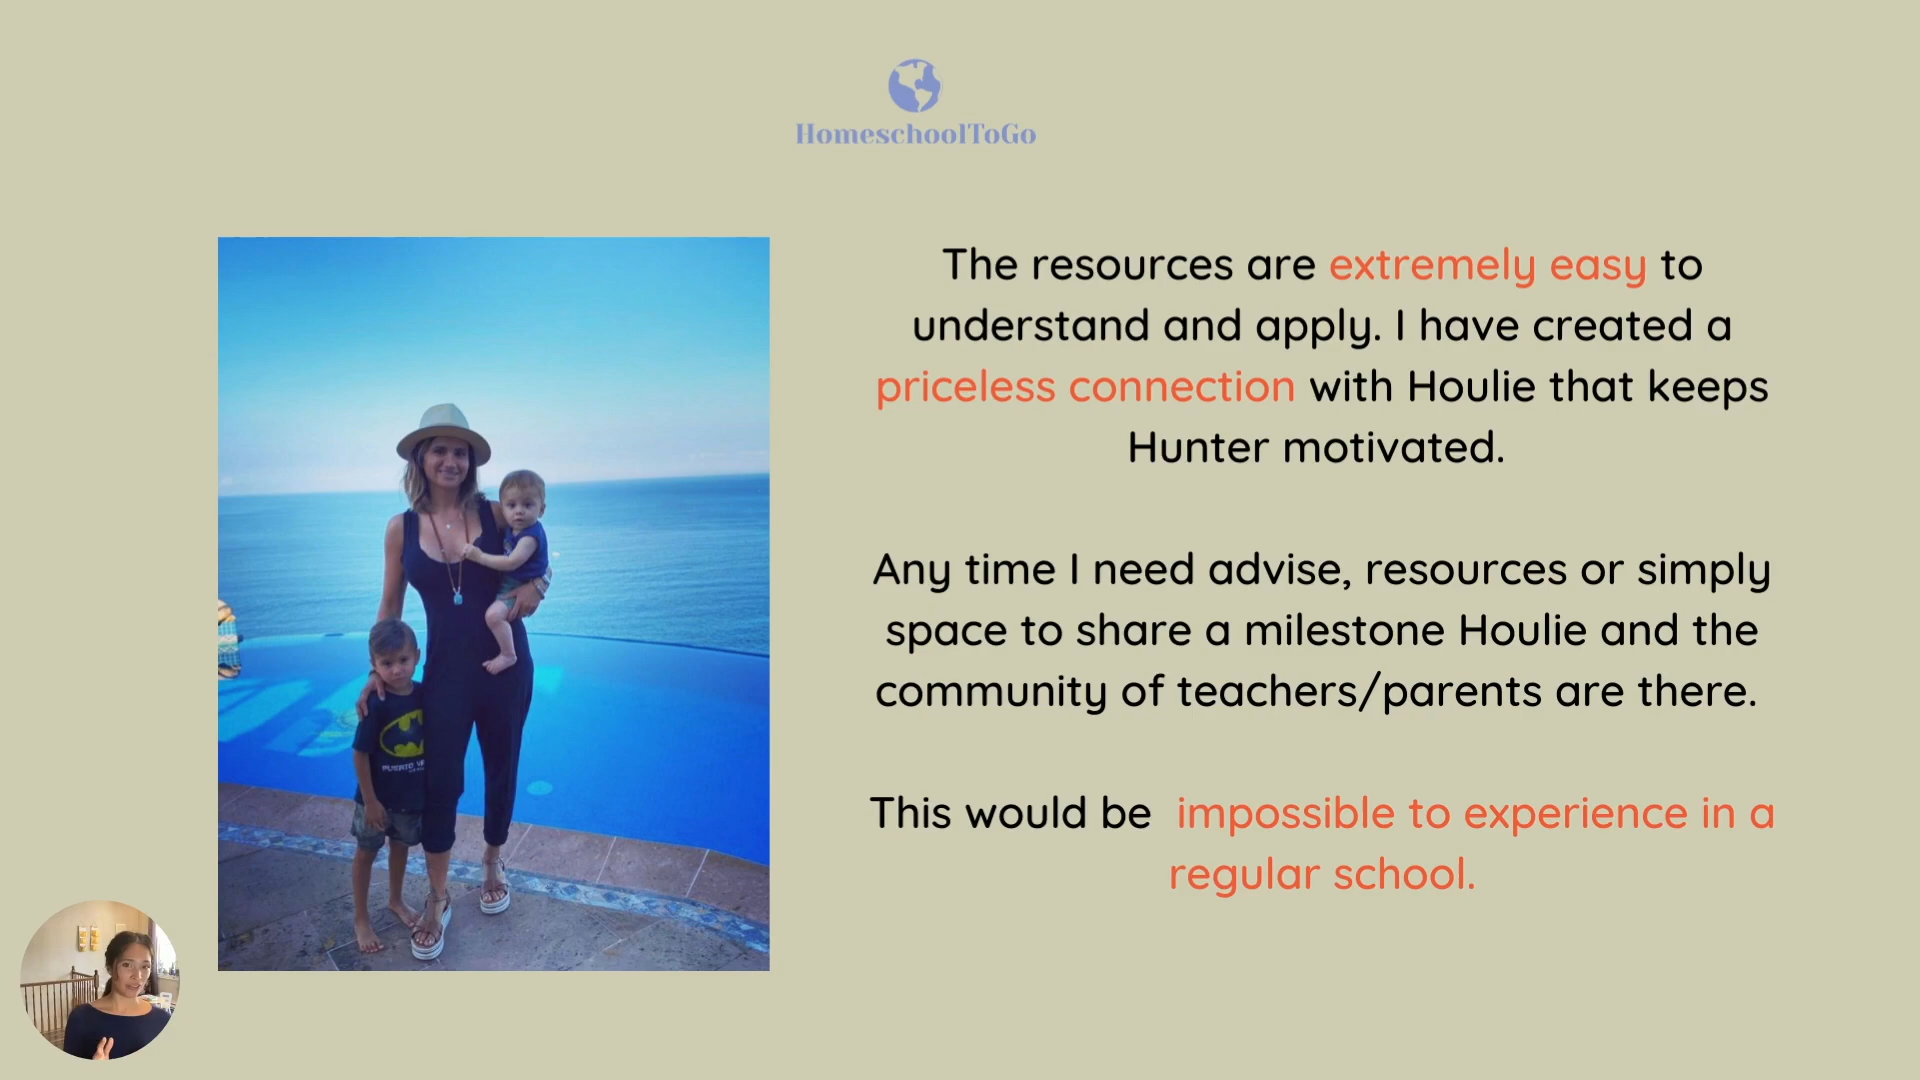 HomeschoolToGo
The resources are extremely easy to
understand and apply. I have created a
priceless connection with Houlie that keeps
Hunter motivated.
Any time I need advise, resources or simply
space to share a milestone Houlie and the
community of teachers/parents are there.
This would be impossible to experience in a
regular school.